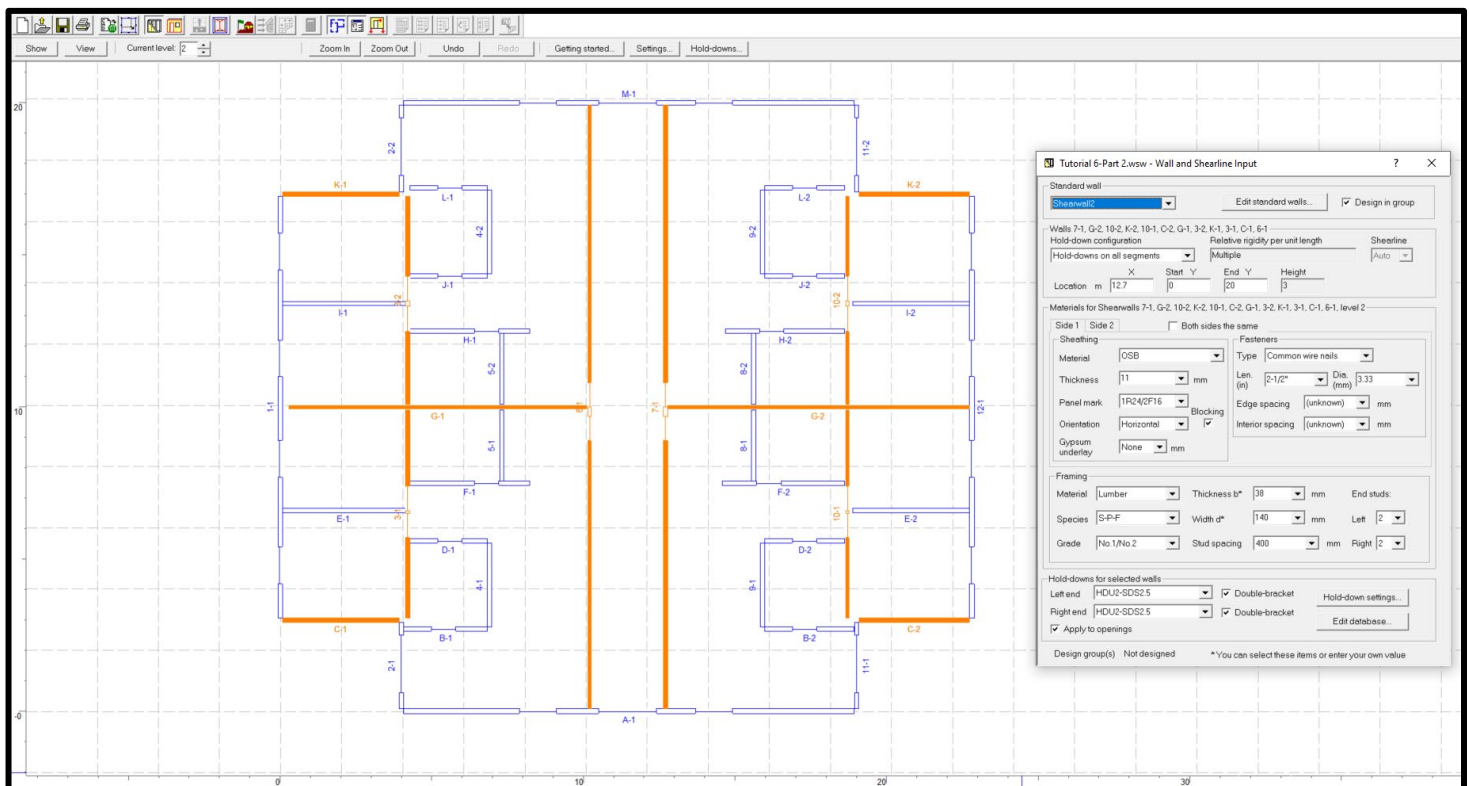 Show View Current level: 2 Zoom In Zoom Out Undo Redo Getting started... Settings... Hold-downs...
20
M-1
2-2
11-2
K-1
K-2
L-1
L-2
4-2
9-2
J-1
J-2
3-2
10-2
I-1
I-2
H-1
H-2
5-2
8-2
10
1-1
G-1
6-1
7-1
G-2
12-1
5-1
8-1
F-1
F-2
E-1
3-1
10-1
E-2
D-1
D-2
4-1
9-1
C-1
C-2
B-1
B-2
2-1
11-1
-0
A-1
0 10 20 30
Tutorial 6-Part 2.wsw - Wall and Shearline Input ? X
Standard wall
Shearwall2 Edit standard walls... Design in group
Walls 7-1, G-2, 10-2, K-2, 10-1, C-2, G-1, 3-2, K-1, 3-1, C-1, 6-1
Hold-down configuration Relative rigidity per unit length Shearline
Hold-downs on all segments Multiple Auto
X Start Y End Y Height
Location m 12.7 0 20 3
Materials for Shearwalls 7-1, G-2, 10-2, K-2, 10-1, C-2, G-1, 3-2, K-1, 3-1, C-1, 6-1, level 2
Side 1 Side 2 Both sides the same
Sheathing Fasteners
Material OSB Type Common wire nails
Thickness 11 mm Len. (in) 2-1/2" Dia. (mm) 3.33
Panel mark 1R24/2F16 Blocking Edge spacing (unknown) mm
Orientation Horizontal Interior spacing (unknown) mm
Gypsum underlay None mm
Framing
Material Lumber Thickness b* 38 mm End studs:
Species S-P-F Width d* 140 mm Left 2
Grade No.1/No.2 Stud spacing 400 mm Right 2
Hold-downs for selected walls
Left end HDU2-SDS2.5 Double-bracket Hold-down settings...
Right end HDU2-SDS2.5 Double-bracket Edit database...
Apply to openings
Design group(s) Not designed *You can select these items or enter your own value